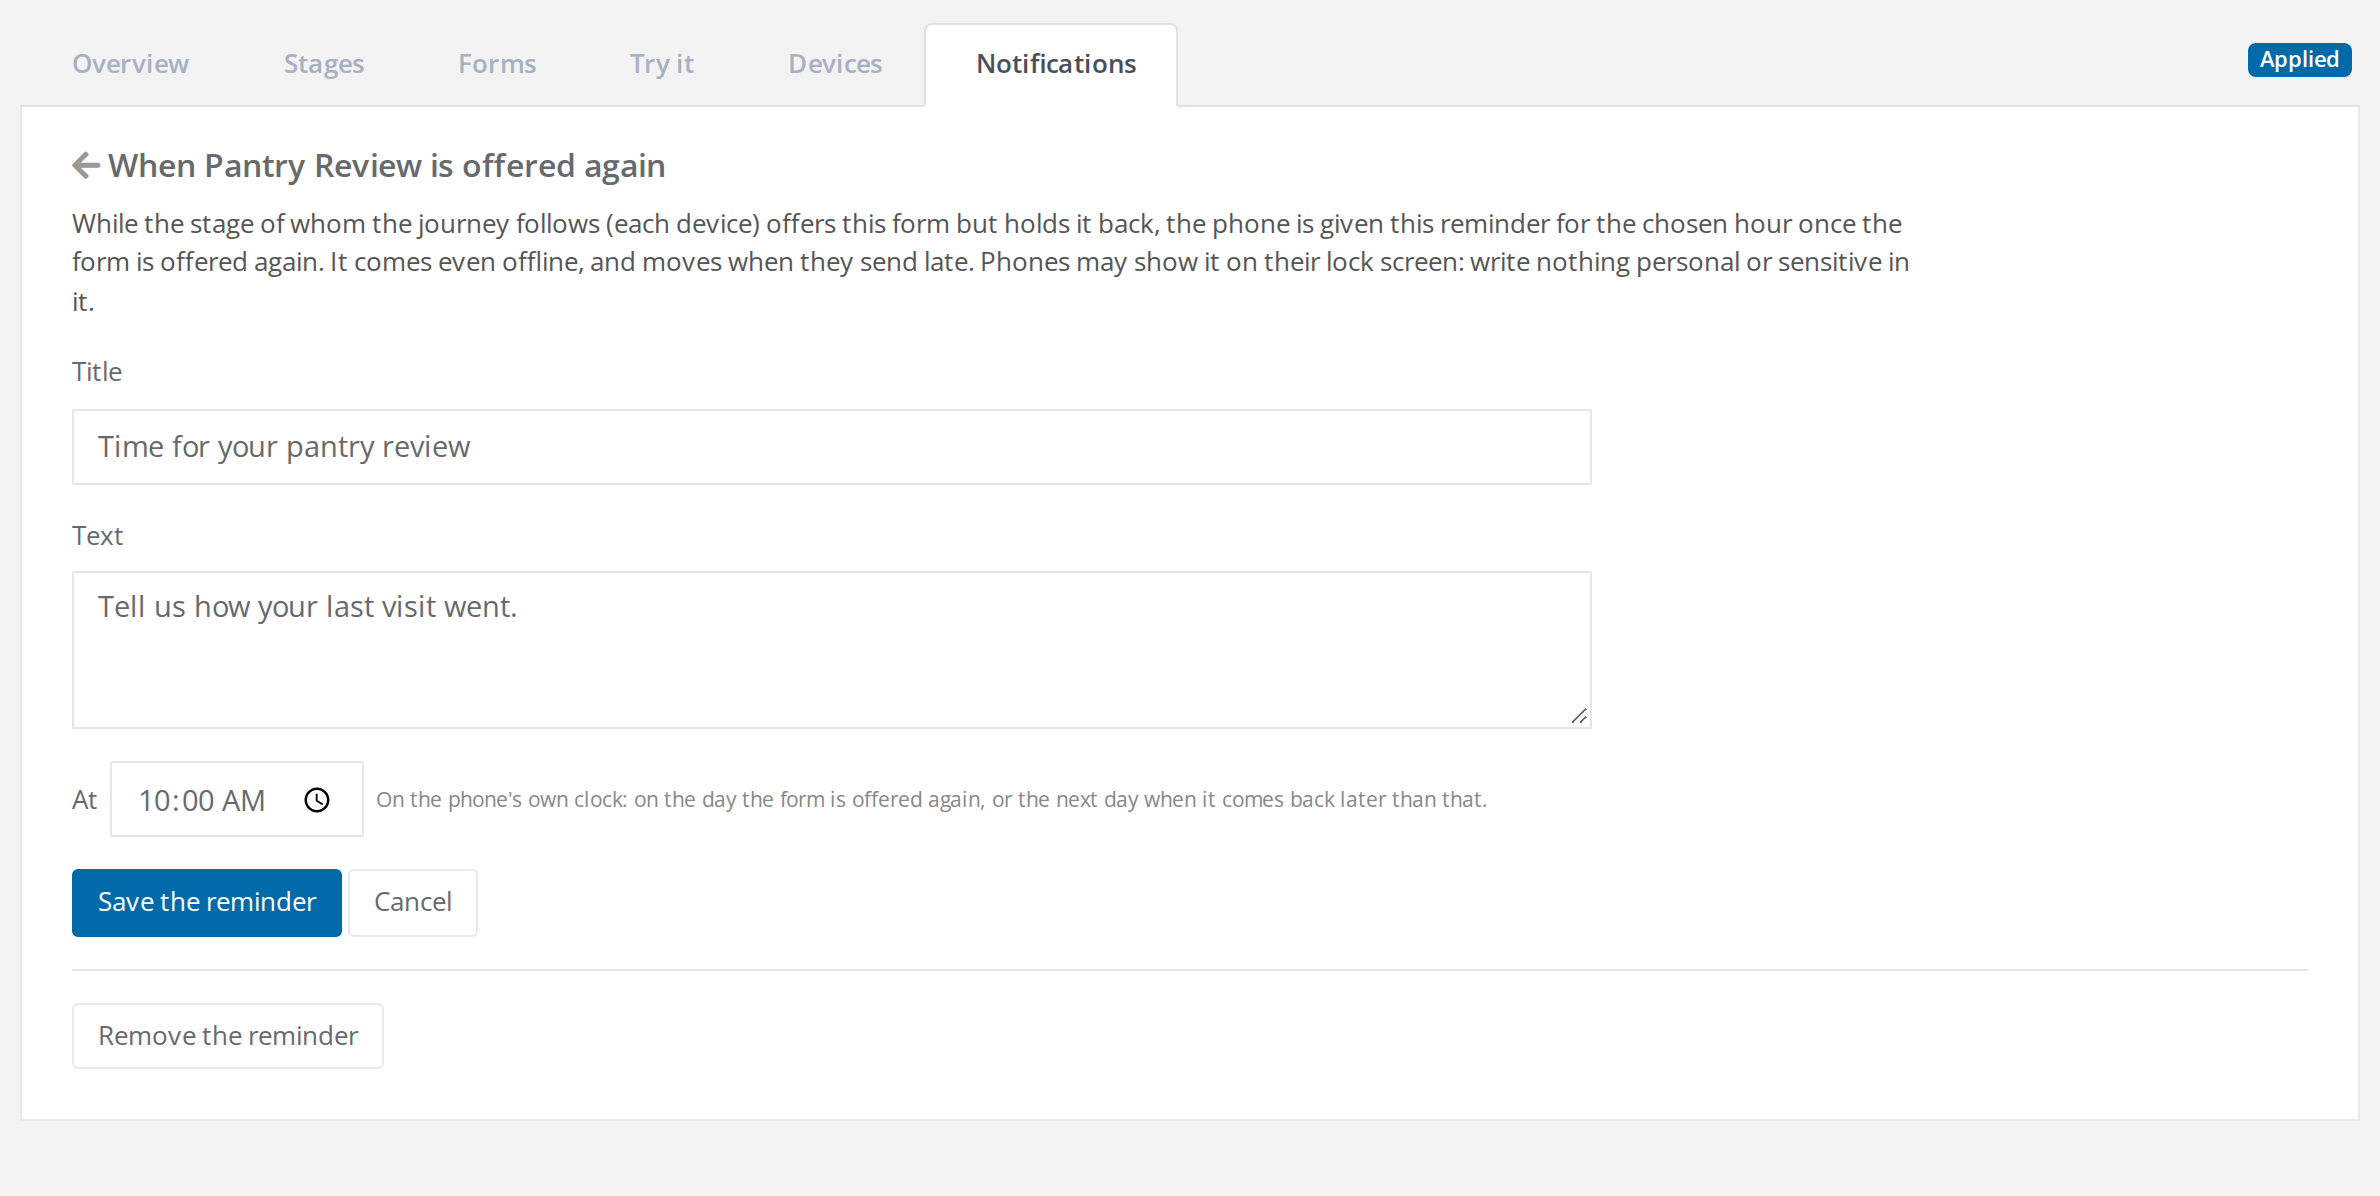 Overview
Stages
Forms
Try it
Devices
Notifications
Applied
When Pantry Review is offered again
While the stage of whom the journey follows (each device) offers this form but holds it back, the phone is given this reminder for the chosen hour once the
form is offered again. It comes even offline, and moves when they send late. Phones may show it on their lock screen: write nothing personal or sensitive in
it.
Title
Time for your pantry review
Text
Tell us how your last visit went.
At
10:00 AM
On the phone's own clock: on the day the form is offered again, or the next day when it comes back later than that.
Save the reminder
Cancel
Remove the reminder